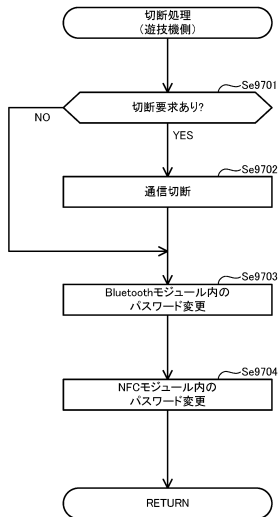 切断処理
(遊技機側)
Se9701
切断要求あり?
NO
YES
Se9702
通信切断
Se9703
Bluetoothモジュール内の
パスワード変更
Se9704
NFCモジュール内の
パスワード変更
RETURN